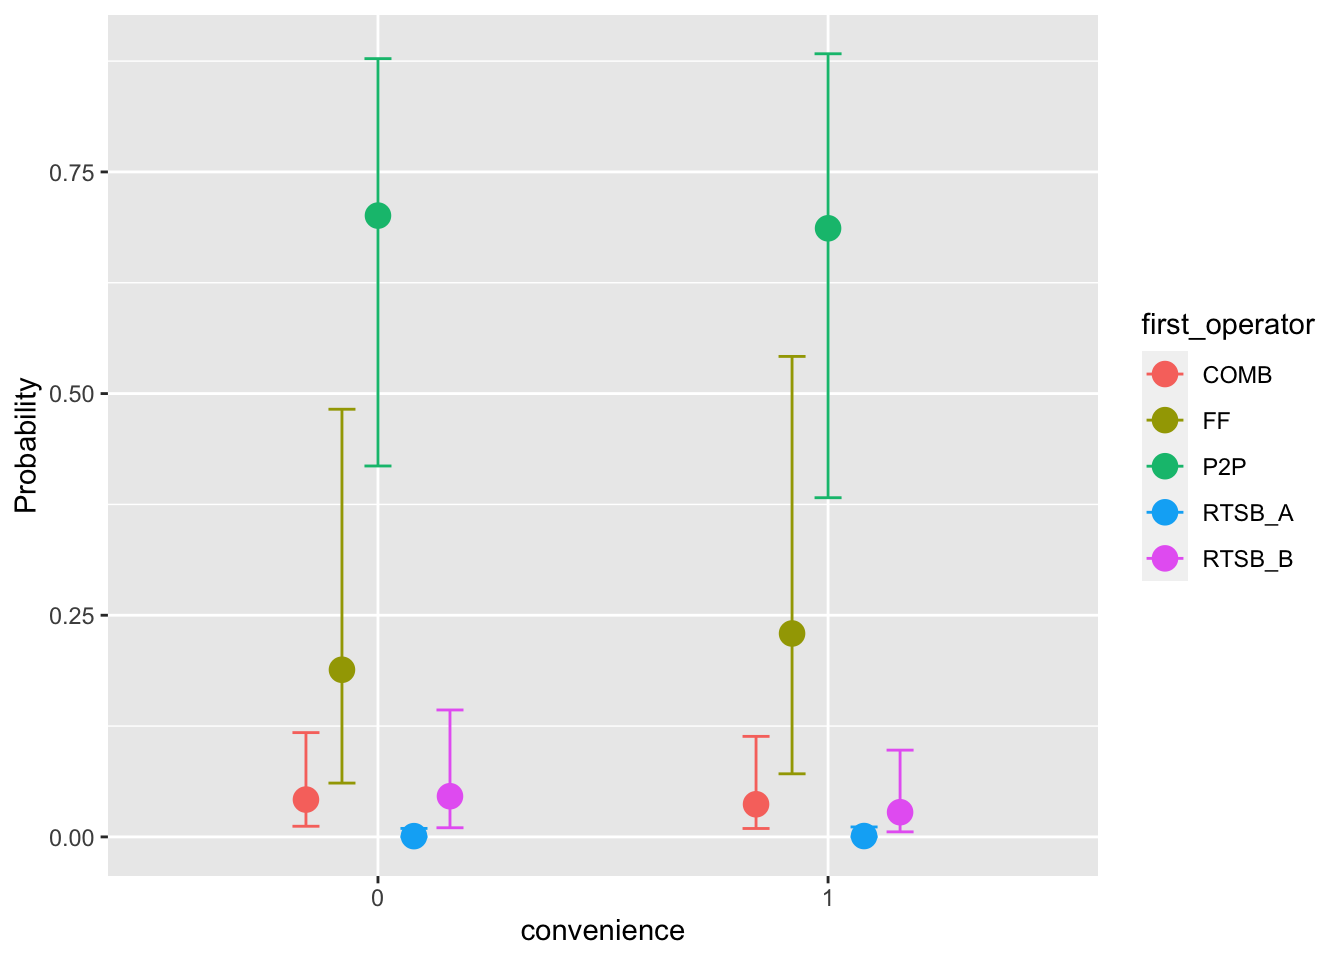 0.75
0.50
0.25
0.00
Probability
0
1
convenience
first_operator
COMB
FF
P2P
RTSB_A
RTSB_B